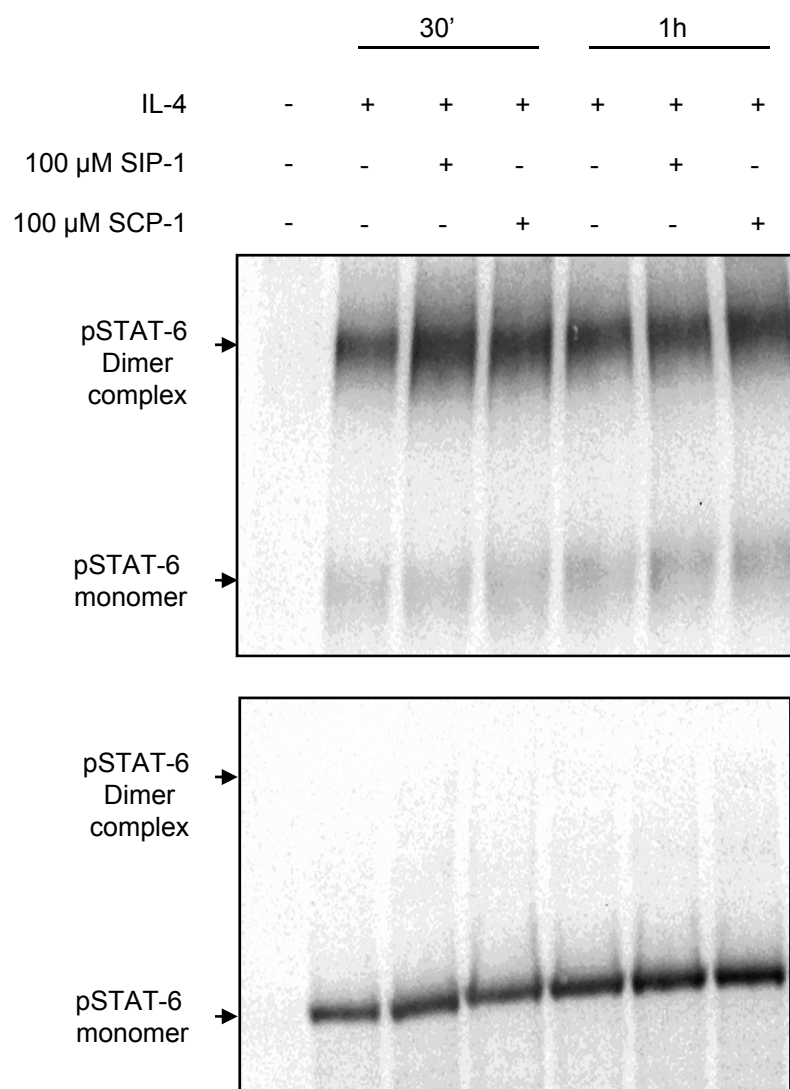 30’ 1h
IL-4 - + + + + + +
100 µM SIP-1 - - + - - + -
100 µM SCP-1 - - - + - - +
pSTAT-6
Dimer
complex
pSTAT-6
monomer
pSTAT-6
Dimer
complex
pSTAT-6
monomer